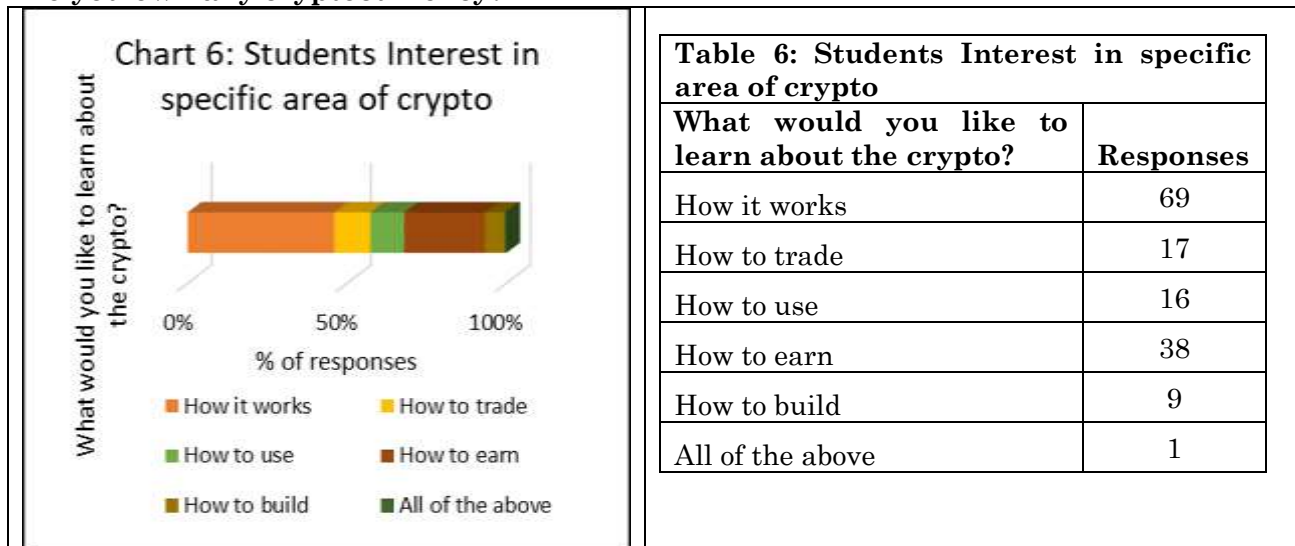 Chart 6: Students Interest in
specific area of crypto
What would you like to learn about
the crypto?
0% 50% 100%
% of responses
How it works How to trade
How to use How to earn
How to build All of the above
Table 6: Students Interest in specific
area of crypto
What would you like to
learn about the crypto? Responses
How it works 69
How to trade 17
How to use 16
How to earn 38
How to build 9
All of the above 1